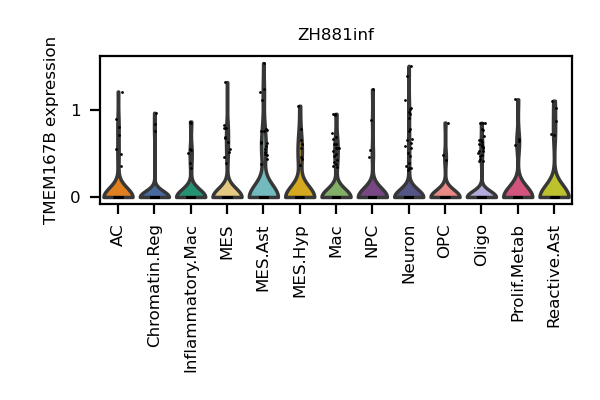 ZH881inf
TMEM167B expression
1
0
AC
Chromatin.Reg
Inflammatory.Mac
MES
MES.Ast
MES.Hyp
Mac
NPC
Neuron
OPC
Oligo
Prolif.Metab
Reactive.Ast